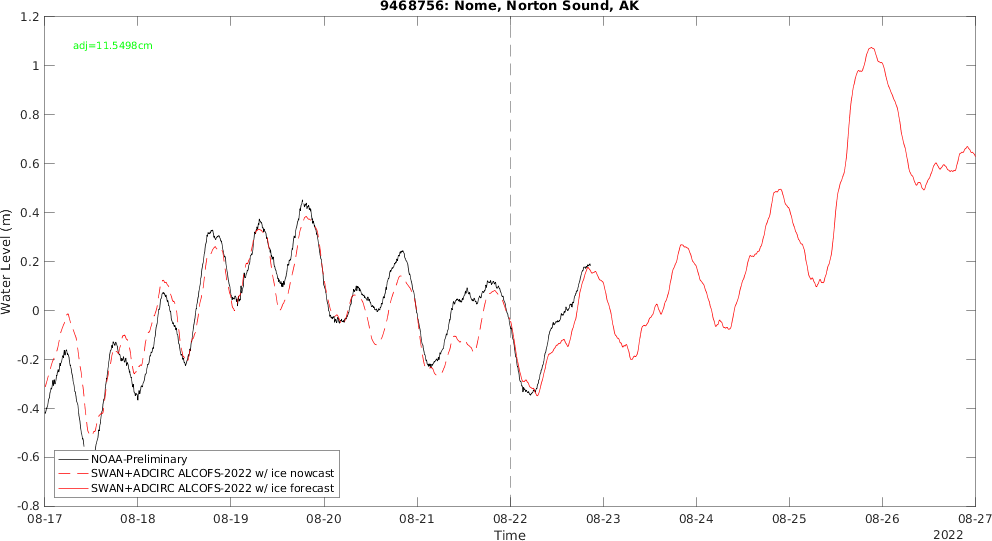 9468756: Nome, Norton Sound, AK
adj=11.5498cm
1.2
1
0.8
0.6
0.4
0.2
0
-0.2
-0.4
-0.6
-0.8
Water Level (m)
NOAA-Preliminary
SWAN+ADCIRC ALCOFS-2022 w/ ice nowcast
SWAN+ADCIRC ALCOFS-2022 w/ ice forecast
08-17 08-18 08-19 08-20 08-21 08-22 08-23 08-24 08-25 08-26 08-27
Time
2022